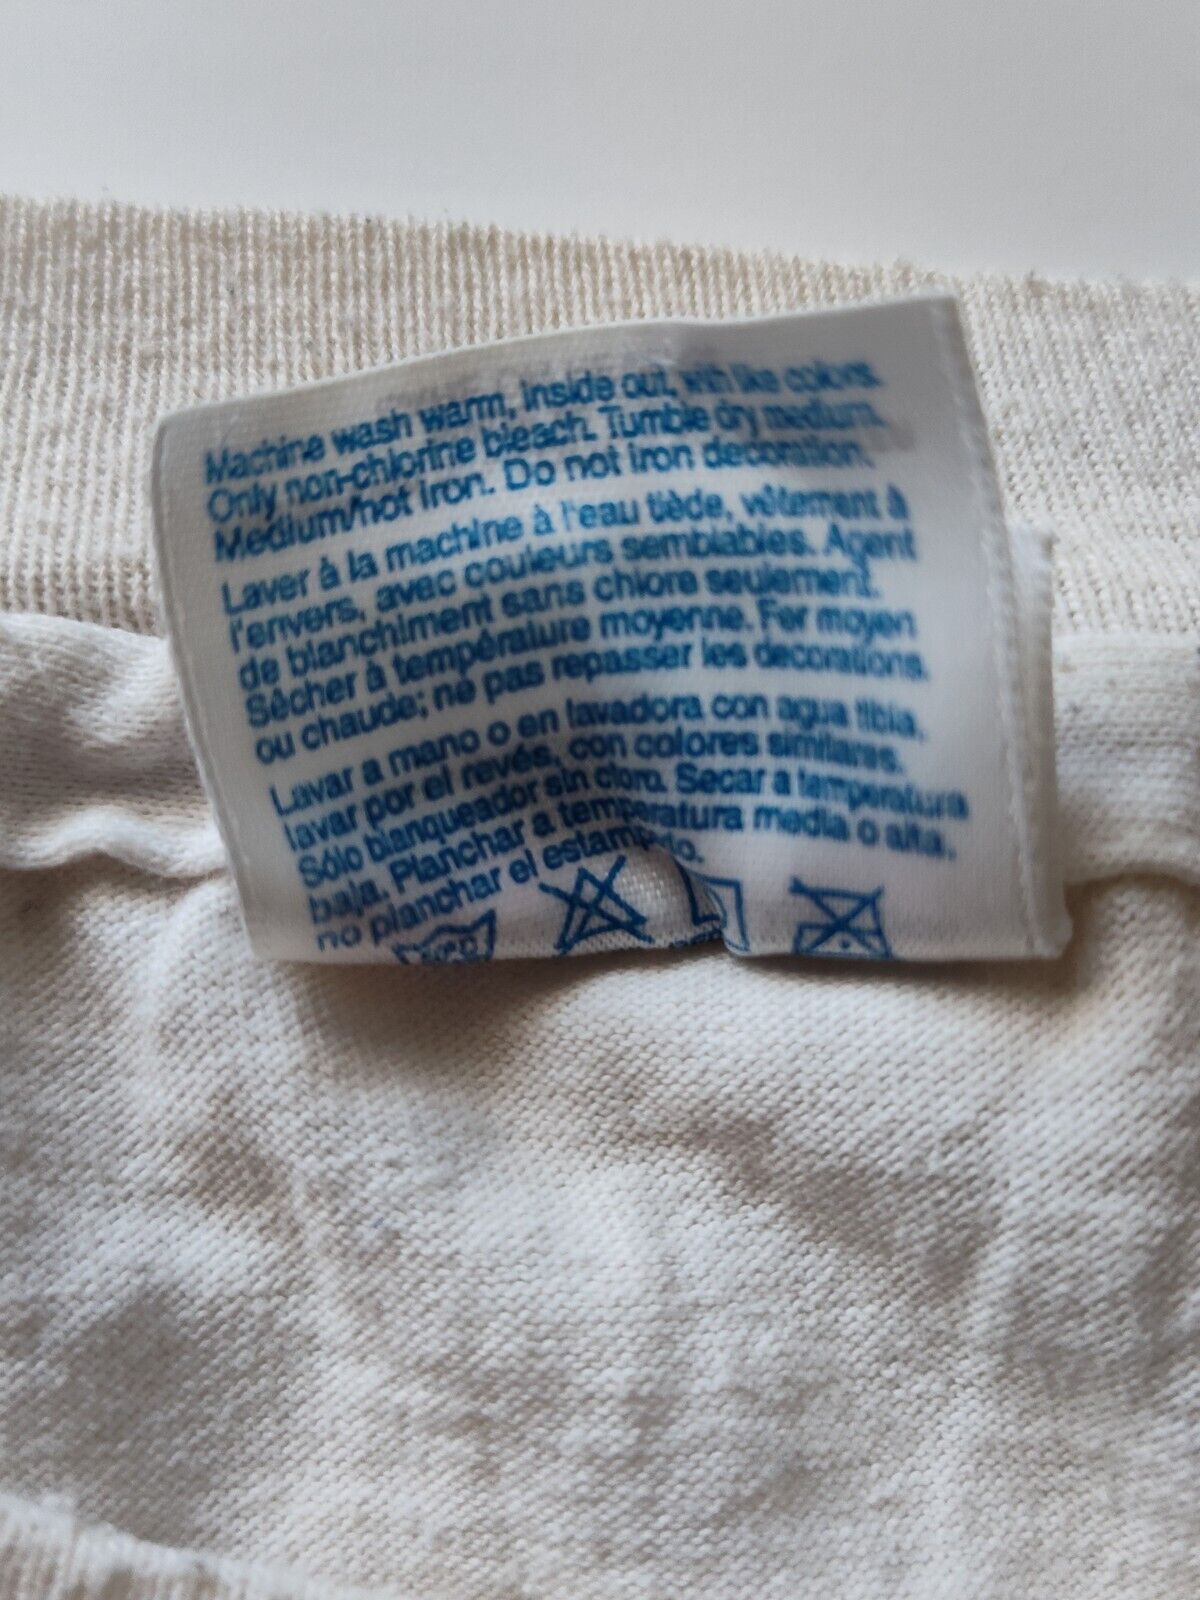 Machine wash warm, inside out, with like colors.
Only non-chlorine bleach. Tumble dry medium.
Medium/hot iron. Do not iron decoration.
Laver à la machine à l'eau tiède, vêtement à
l'envers, avec couleurs semblables. Agent
de blanchiment sans chlore seulement.
Sêcher à température moyenne. Fer moyen
ou chaude; ne pas repasser les decorations.
Lavar a mano o en lavadora con agua tibia.
lavar por el revés, con colores similares.
Sólo blanqueador sin cloro. Secar a temperatura
baja. Planchar a temperatura media o alta.
no planchar el estampado.